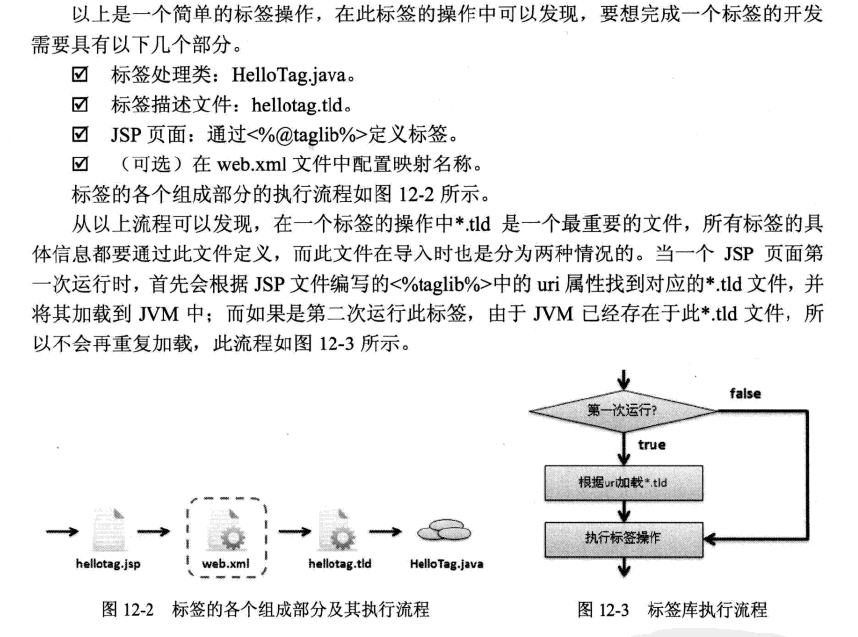 以上是一个简单的标签操作，在此标签的操作中可以发现，要想完成一个标签的开发
需要具有以下几个部分。
☑ 标签处理类：HelloTag.java。
☑ 标签描述文件：hellotag.tld。
☑ JSP 页面：通过<%@taglib%>定义标签。
☑ （可选）在 web.xml 文件中配置映射名称。
标签的各个组成部分的执行流程如图 12-2 所示。
从以上流程可以发现，在一个标签的操作中*.tld 是一个最重要的文件，所有标签的具
体信息都要通过此文件定义，而此文件在导入时也是分为两种情况的。当一个 JSP 页面第
一次运行时，首先会根据 JSP 文件编写的<%taglib%>中的 uri 属性找到对应的*.tld 文件，并
将其加载到 JVM 中；而如果是第二次运行此标签，由于 JVM 已经存在于此*.tld 文件，所
以不会再重复加载，此流程如图 12-3 所示。
hellotag.jsp
web.xml
hellotag.tld
HelloTag.java
图 12-2 标签的各个组成部分及其执行流程
第一次运行?
false
true
根据uri加载*.tld
执行标签操作
图 12-3 标签库执行流程